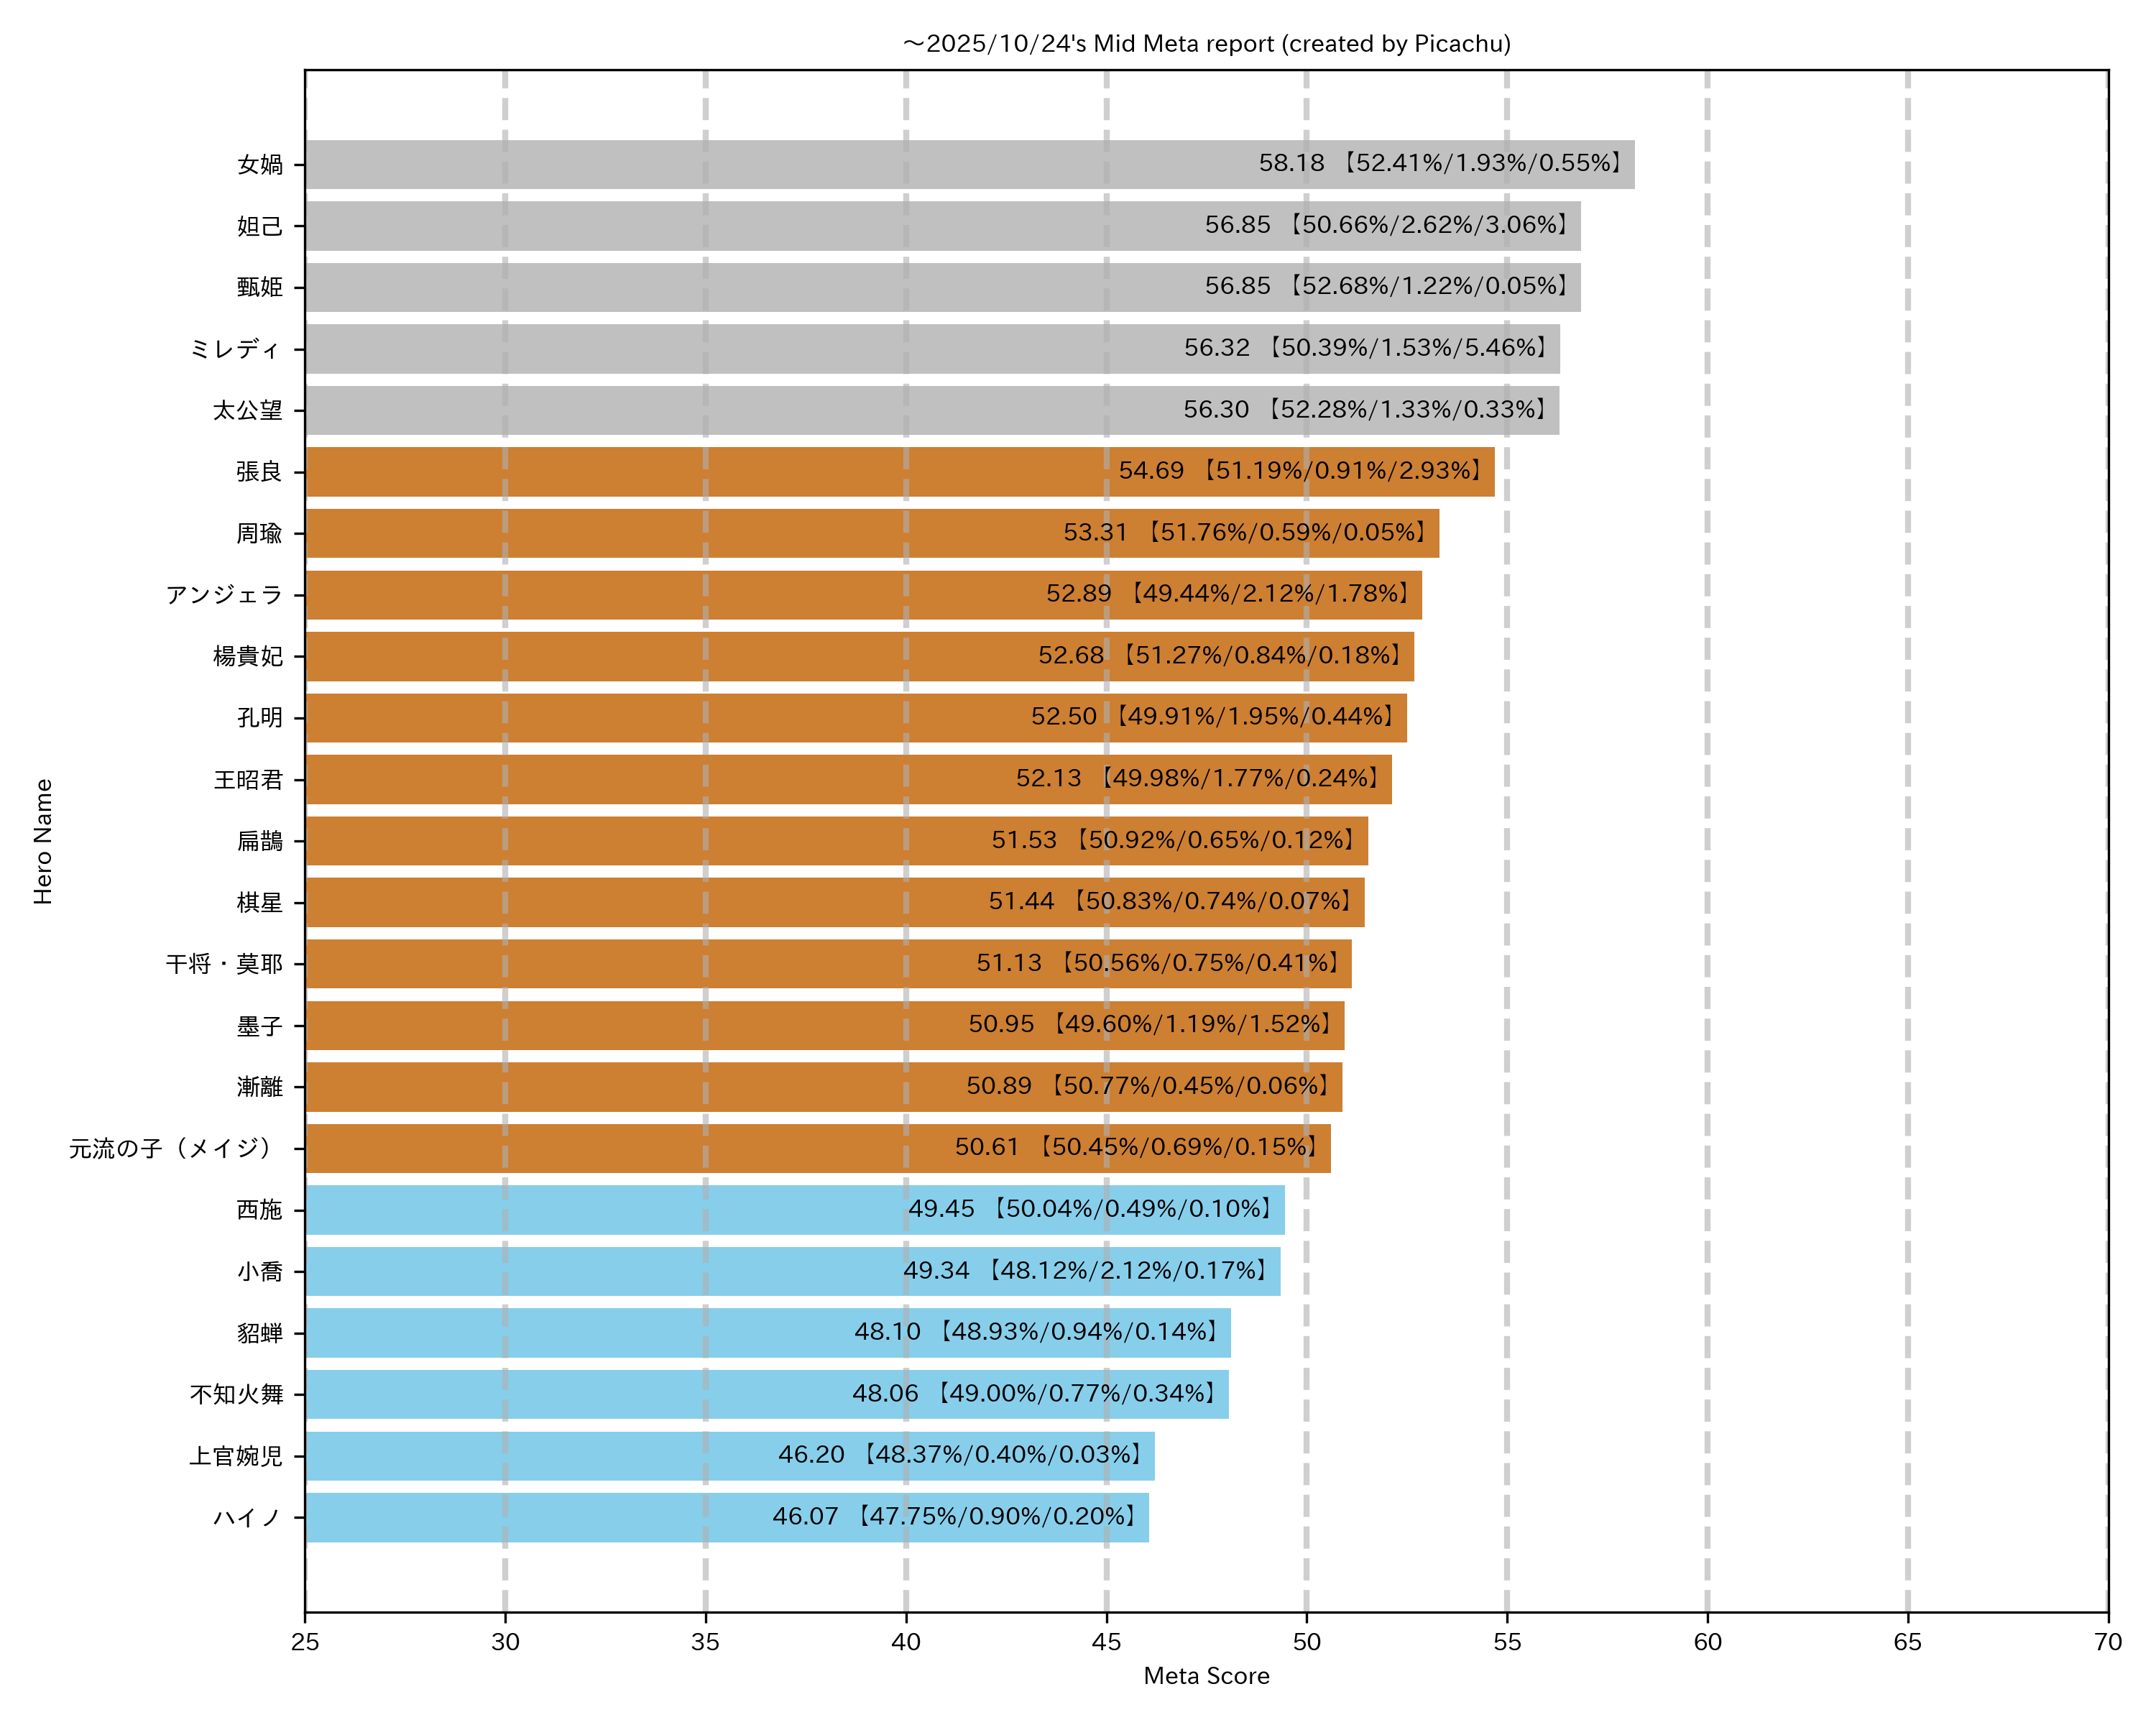 ～2025/10/24's Mid Meta report (created by Picachu)
Hero Name
女媧 58.18 【52.41%/1.93%/0.55%】
妲己 56.85 【50.66%/2.62%/3.06%】
甄姫 56.85 【52.68%/1.22%/0.05%】
ミレディ 56.32 【50.39%/1.53%/5.46%】
太公望 56.30 【52.28%/1.33%/0.33%】
張良 54.69 【51.19%/0.91%/2.93%】
周瑜 53.31 【51.76%/0.59%/0.05%】
アンジェラ 52.89 【49.44%/2.12%/1.78%】
楊貴妃 52.68 【51.27%/0.84%/0.18%】
孔明 52.50 【49.91%/1.95%/0.44%】
王昭君 52.13 【49.98%/1.77%/0.24%】
扁鵲 51.53 【50.92%/0.65%/0.12%】
棋星 51.44 【50.83%/0.74%/0.07%】
干将・莫耶 51.13 【50.56%/0.75%/0.41%】
墨子 50.95 【49.60%/1.19%/1.52%】
漸離 50.89 【50.77%/0.45%/0.06%】
元流の子（メイジ） 50.61 【50.45%/0.69%/0.15%】
西施 49.45 【50.04%/0.49%/0.10%】
小喬 49.34 【48.12%/2.12%/0.17%】
貂蝉 48.10 【48.93%/0.94%/0.14%】
不知火舞 48.06 【49.00%/0.77%/0.34%】
上官婉児 46.20 【48.37%/0.40%/0.03%】
ハイノ 46.07 【47.75%/0.90%/0.20%】
25 30 35 40 45 50 55 60 65 70
Meta Score